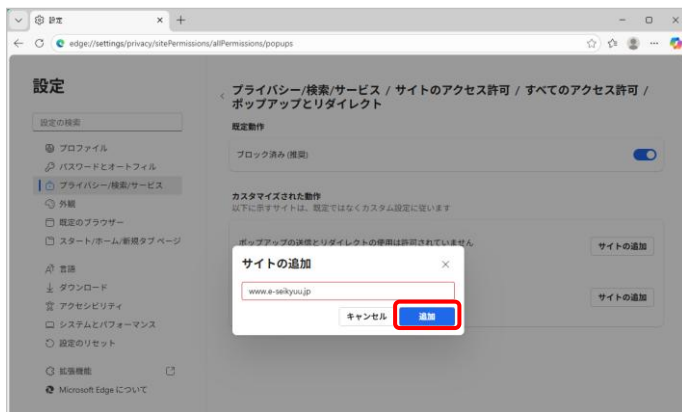 設定
edge://settings/privacy/sitePermissions/allPermissions/popups
設定
設定の検索
プロファイル
パスワードとオートフィル
プライバシー/検索/サービス
外観
既定のブラウザー
スタート/ホーム/新規タブ ページ
言語
ダウンロード
アクセシビリティ
システムとパフォーマンス
設定のリセット
拡張機能
Microsoft Edge について
プライバシー/検索/サービス / サイトのアクセス許可 / すべてのアクセス許可 /
ポップアップとリダイレクト
既定動作
ブロック済み (推奨)
カスタマイズされた動作
以下に示すサイトは、既定ではなくカスタム設定に従います
ポップアップの送信とリダイレクトの使用は許可されていません
サイトの追加
サイトの追加
サイトの追加
www.e-seikyuu.jp
キャンセル
追加